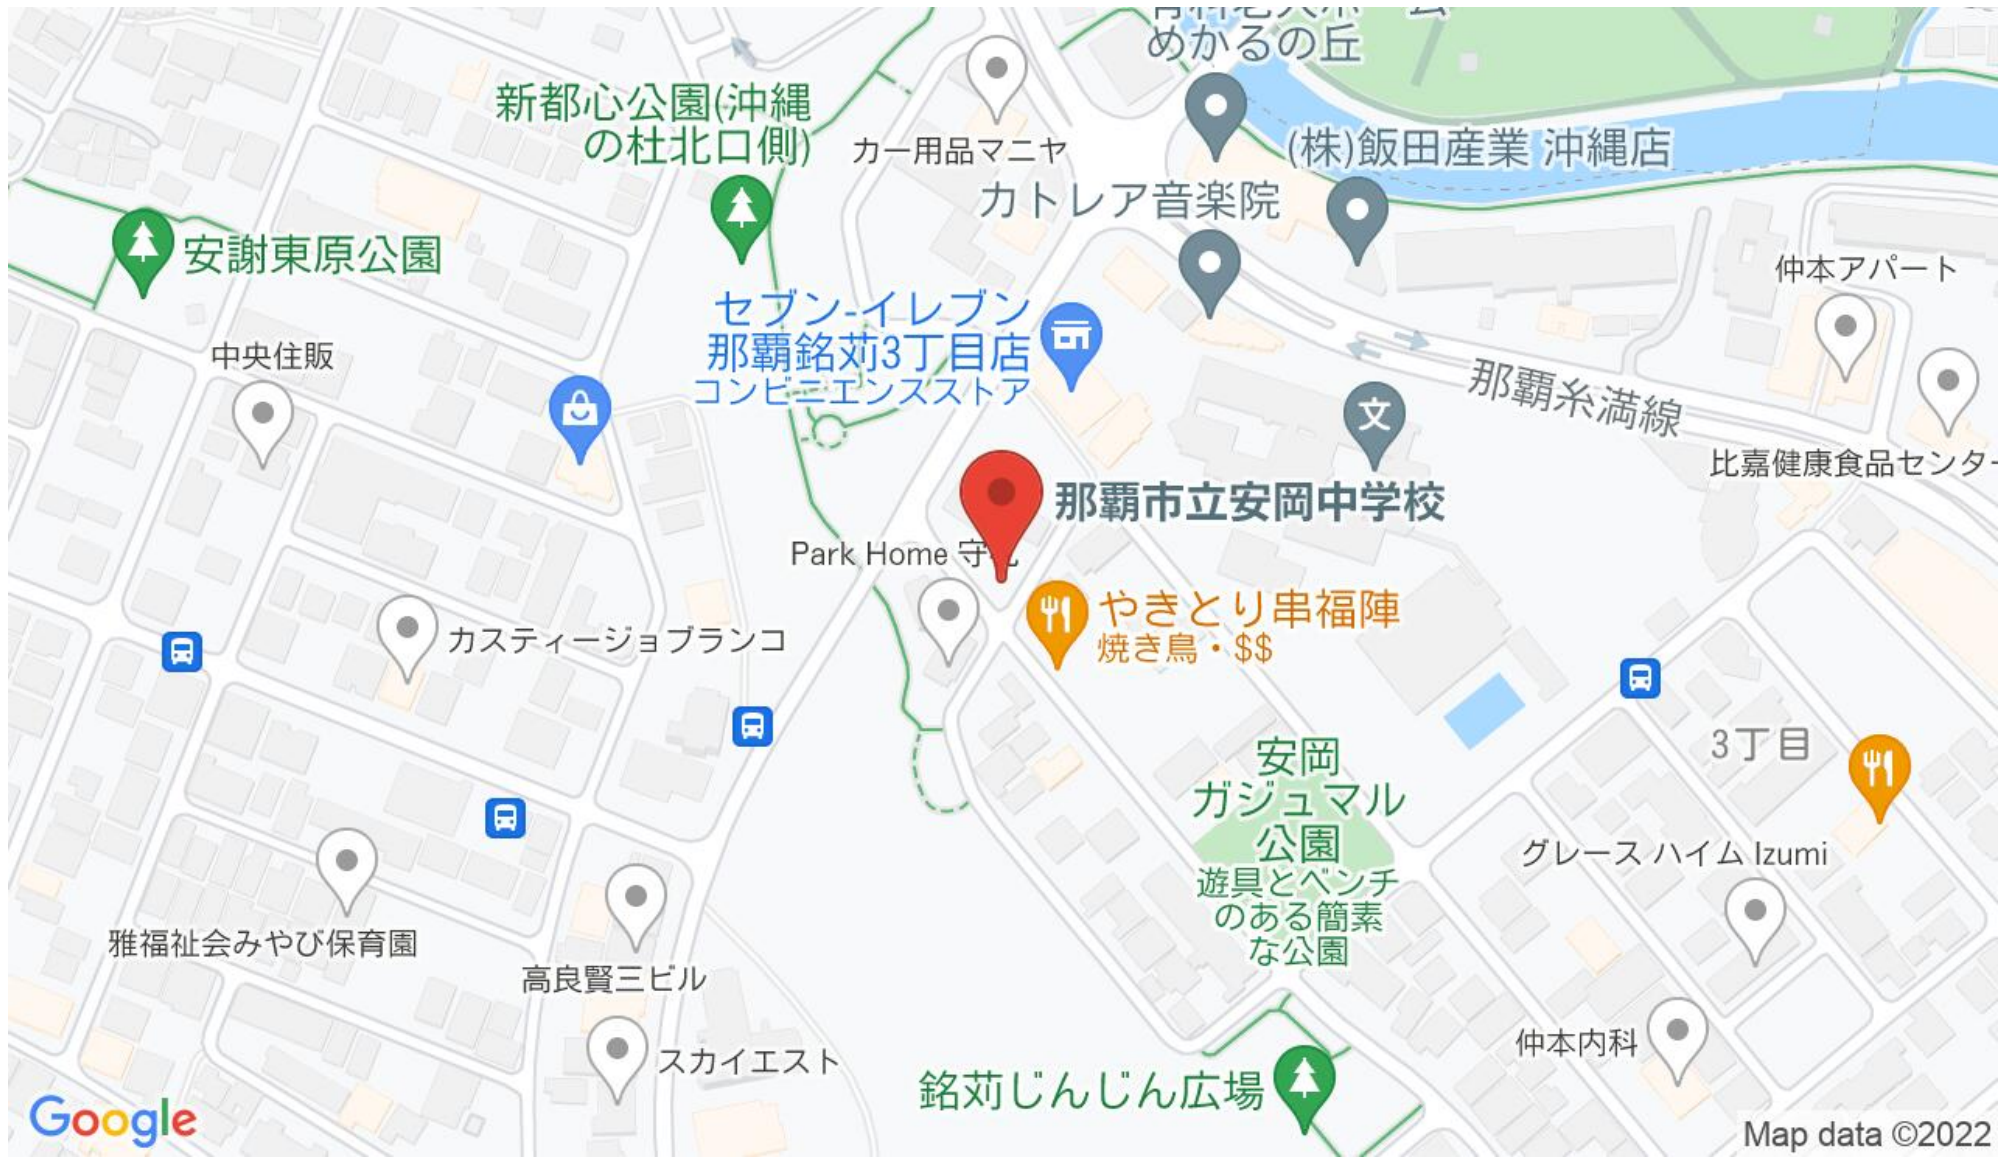 めかるの丘
新都心公園(沖縄
の杜北口側)
カー用品マニヤ
(株)飯田産業 沖縄店
カトレア音楽院
安謝東原公園
仲本アパート
セブン-イレブン
那覇銘苅3丁目店
コンビニエンスストア
中央住販
那覇糸満線
文
比嘉健康食品センター
那覇市立安岡中学校
Park Home 守
やきとり串福陣
焼き鳥・$$
カスティージョブランコ
3丁目
安岡
ガジュマル
公園
遊具とベンチ
のある簡素
な公園
グレース ハイム Izumi
雅福祉会みやび保育園
高良賢三ビル
仲本内科
スカイエスト
銘苅じんじん広場
Google
Map data ©2022